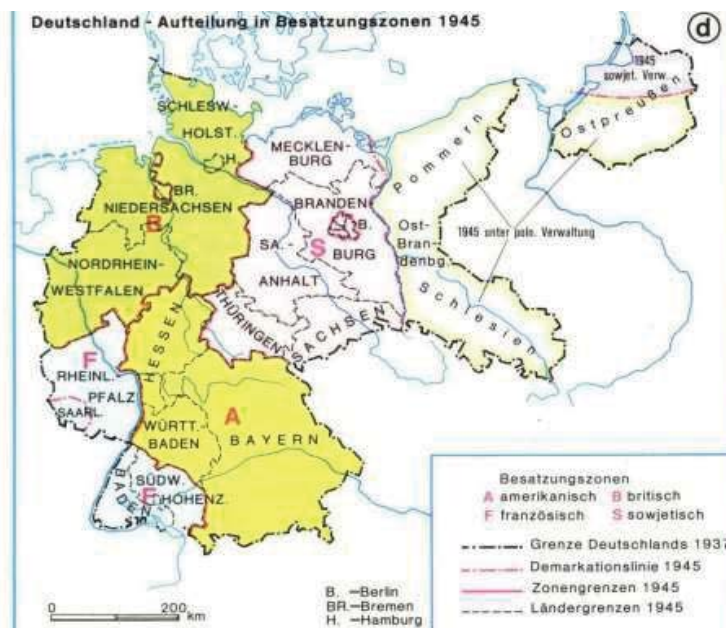 Deutschland - Aufteilung in Besatzungszonen 1945
d
1945
sowjet. Verw.
Ostpreußen
SCHLESW.-
HOLST.
H.
MECKLEN-
BURG
Pommern
BR.
NIEDERSACHSEN
B
BRANDEN-
B.
BURG
Ost-
Bran-
denbg.
1945 unter poln. Verwaltung
SA.-
S
ANHALT
NORDRHEIN-
WESTFALEN
Schlesien
THÜRINGEN
SACHSEN
HESSEN
F
RHEINL.
PFALZ
SAARL.
A
WÜRTT.
BADEN
BAYERN
SÜDW.
HOHENZ.
F
BADEN
Besatzungszonen
A amerikanisch B britisch
F französisch S sowjetisch
Grenze Deutschlands 1937
Demarkationslinie 1945
Zonengrenzen 1945
Ländergrenzen 1945
B. -Berlin
BR.-Bremen
H. -Hamburg
0 200
km